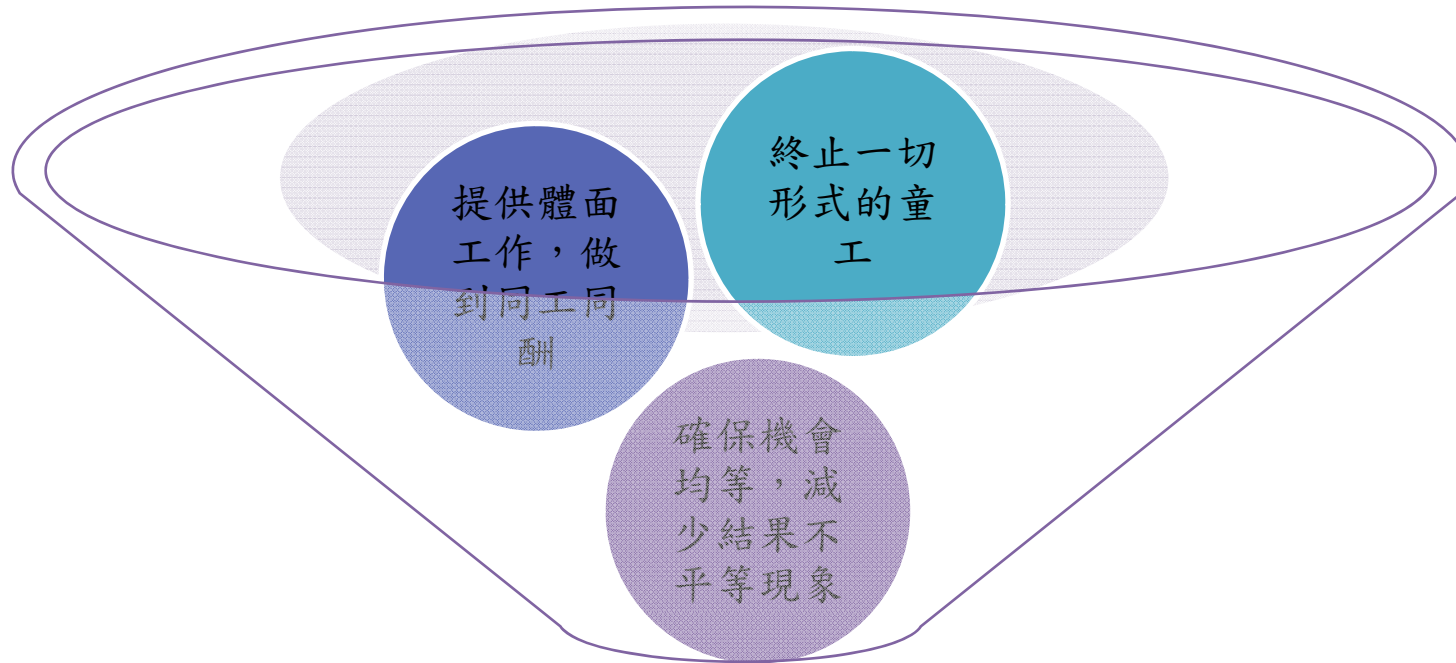 提供體面
工作，做
到同工同
酬
終止一切
形式的童
工
確保機會
均等，減
少結果不
平等現象